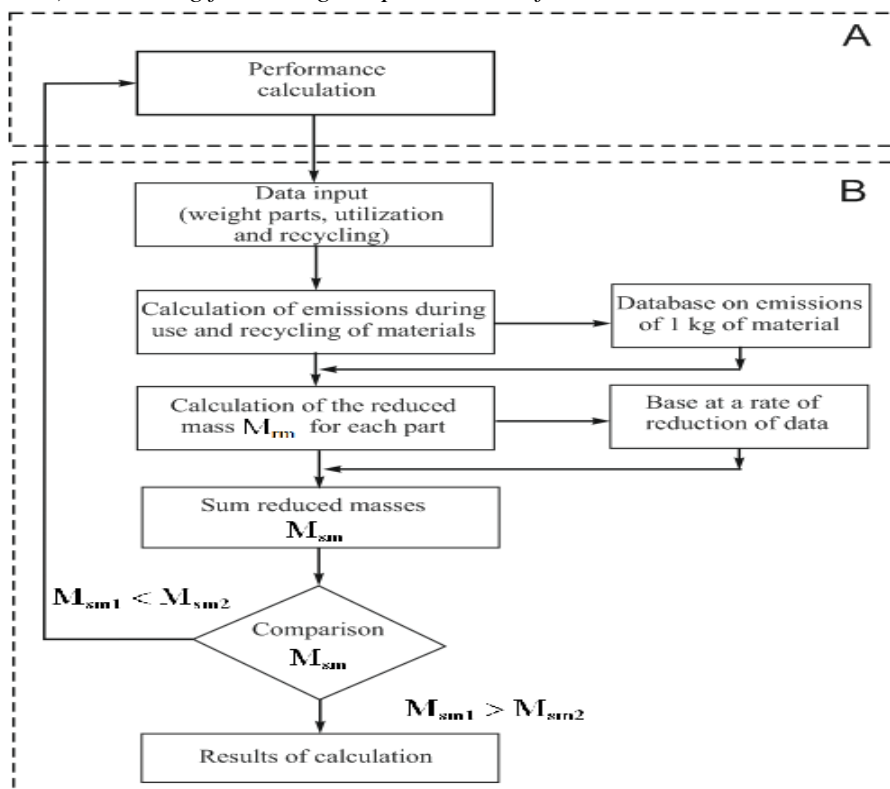 A
Performance
calculation
B
Data input
(weight parts, utilization
and recycling)
Calculation of emissions during
use and recycling of materials
Database on emissions
of 1 kg of material
Calculation of the reduced
mass Mrm for each part
Base at a rate of
reduction of data
Sum reduced masses
Msm
Msm1 < Msm2
Comparison
Msm
Msm1 > Msm2
Results of calculation